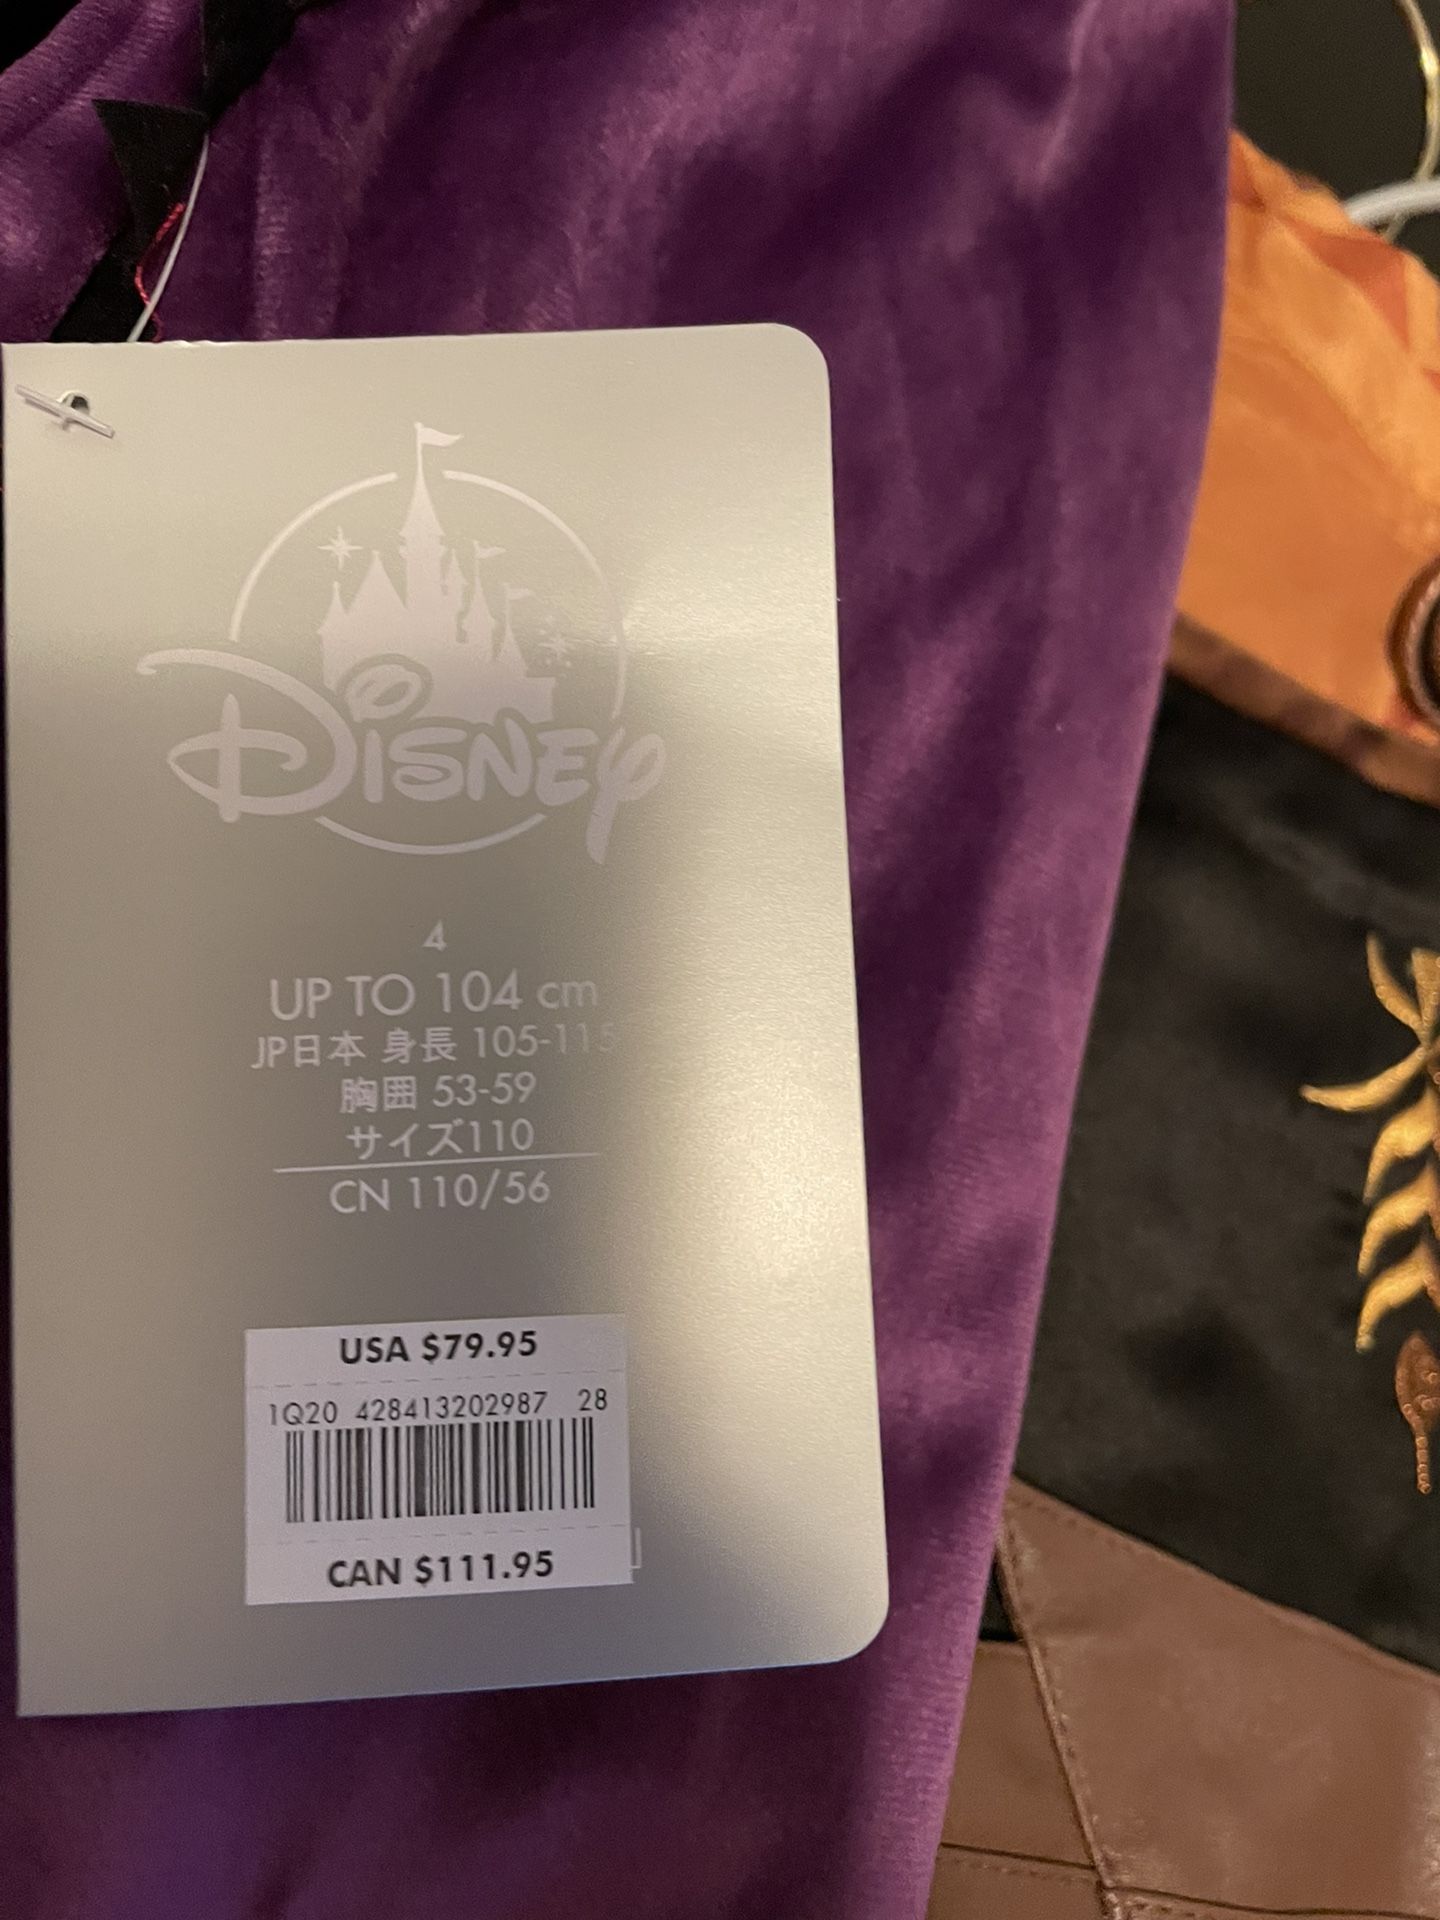 Disney
4
UP TO 104 cm
JP日本 身長 105-115
胸囲 53-59
サイズ110
CN 110/56
USA $79.95
1Q20 428413202987 28
CAN $111.95